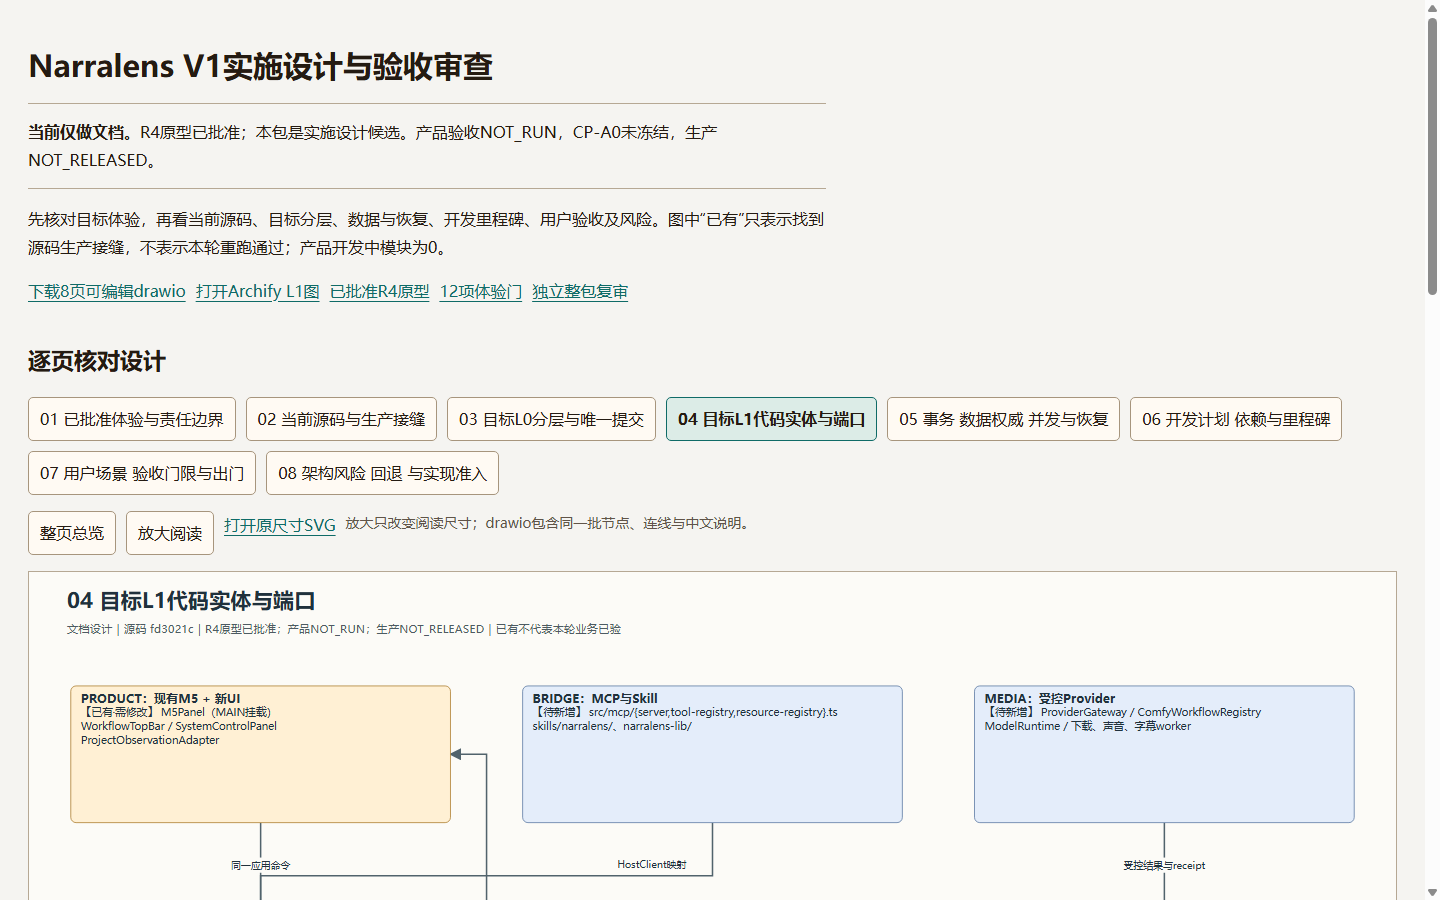 Narralens V1实施设计与验收审查
当前仅做文档。R4原型已批准；本包是实施设计候选。产品验收NOT_RUN，CP-A0未冻结，生产
NOT_RELEASED。
先核对目标体验，再看当前源码、目标分层、数据与恢复、开发里程碑、用户验收及风险。图中“已有”只表示找到
源码生产接缝，不表示本轮重跑通过；产品开发中模块为0。
下载8页可编辑drawio 打开Archify L1图 已批准R4原型 12项体验门 独立整包复审
逐页核对设计
01 已批准体验与责任边界
02 当前源码与生产接缝
03 目标L0分层与唯一提交
04 目标L1代码实体与端口
05 事务 数据权威 并发与恢复
06 开发计划 依赖与里程碑
07 用户场景 验收门限与出门
08 架构风险 回退 与实现准入
整页总览
放大阅读
打开原尺寸SVG
放大只改变阅读尺寸；drawio包含同一批节点、连线与中文说明。
04 目标L1代码实体与端口
文档设计 | 源码 fd3021c | R4原型已批准；产品NOT_RUN；生产NOT_RELEASED | 已有不代表本轮业务已验
PRODUCT：现有M5 + 新UI
【已有·需修改】 M5Panel（MAIN挂载）
WorkflowTopBar / SystemControlPanel
ProjectObservationAdapter
BRIDGE：MCP与Skill
【待新增】 src/mcp/{server,tool-registry,resource-registry}.ts
skills/narralens/、narralens-lib/
MEDIA：受控Provider
【待新增】 ProviderGateway / ComfyWorkflowRegistry
ModelRuntime / 下载、声音、字幕worker
同一应用命令
HostClient映射
受控结果与receipt